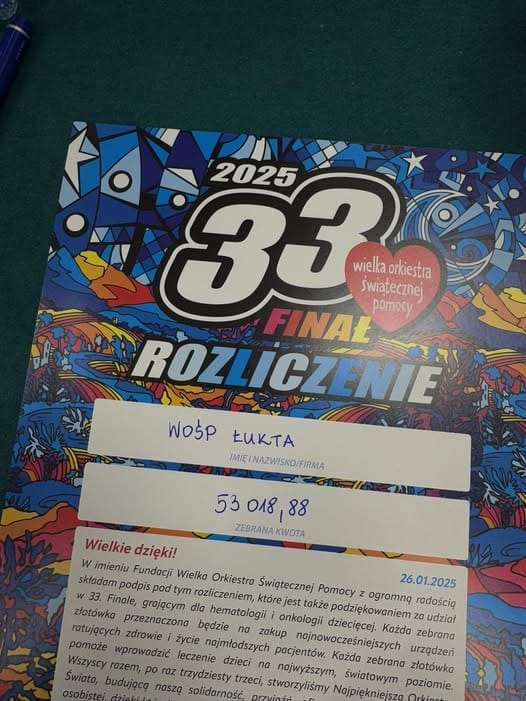 2025
33
wielka orkiestra
świątecznej
pomocy
FINAŁ
ROZLICZENIE
WOŚP ŁUKTA
IMIĘ I NAZWISKO/FIRMA
53 018,88
ZEBRANA KWOTA
Wielkie dzięki!
26.01.2025
W imieniu Fundacji Wielka Orkiestra Świątecznej Pomocy z ogromną radością
składam podpis pod tym rozliczeniem, które jest także podziękowaniem za udział
w 33. Finale, grającym dla hematologii i onkologii dziecięcej. Każda zebrana
złotówka przeznaczona będzie na zakup najnowocześniejszych urządzeń
ratujących zdrowie i życie najmłodszych pacjentów. Każda zebrana złotówka
pomoże wprowadzić leczenie dzieci na najwyższym, światowym poziomie.
Wszyscy razem, po raz trzydziesty trzeci, stworzyliśmy Najpiękniejszą
Świata, budującą naszą solidarność, przyjaźń
osobistej, dzięki